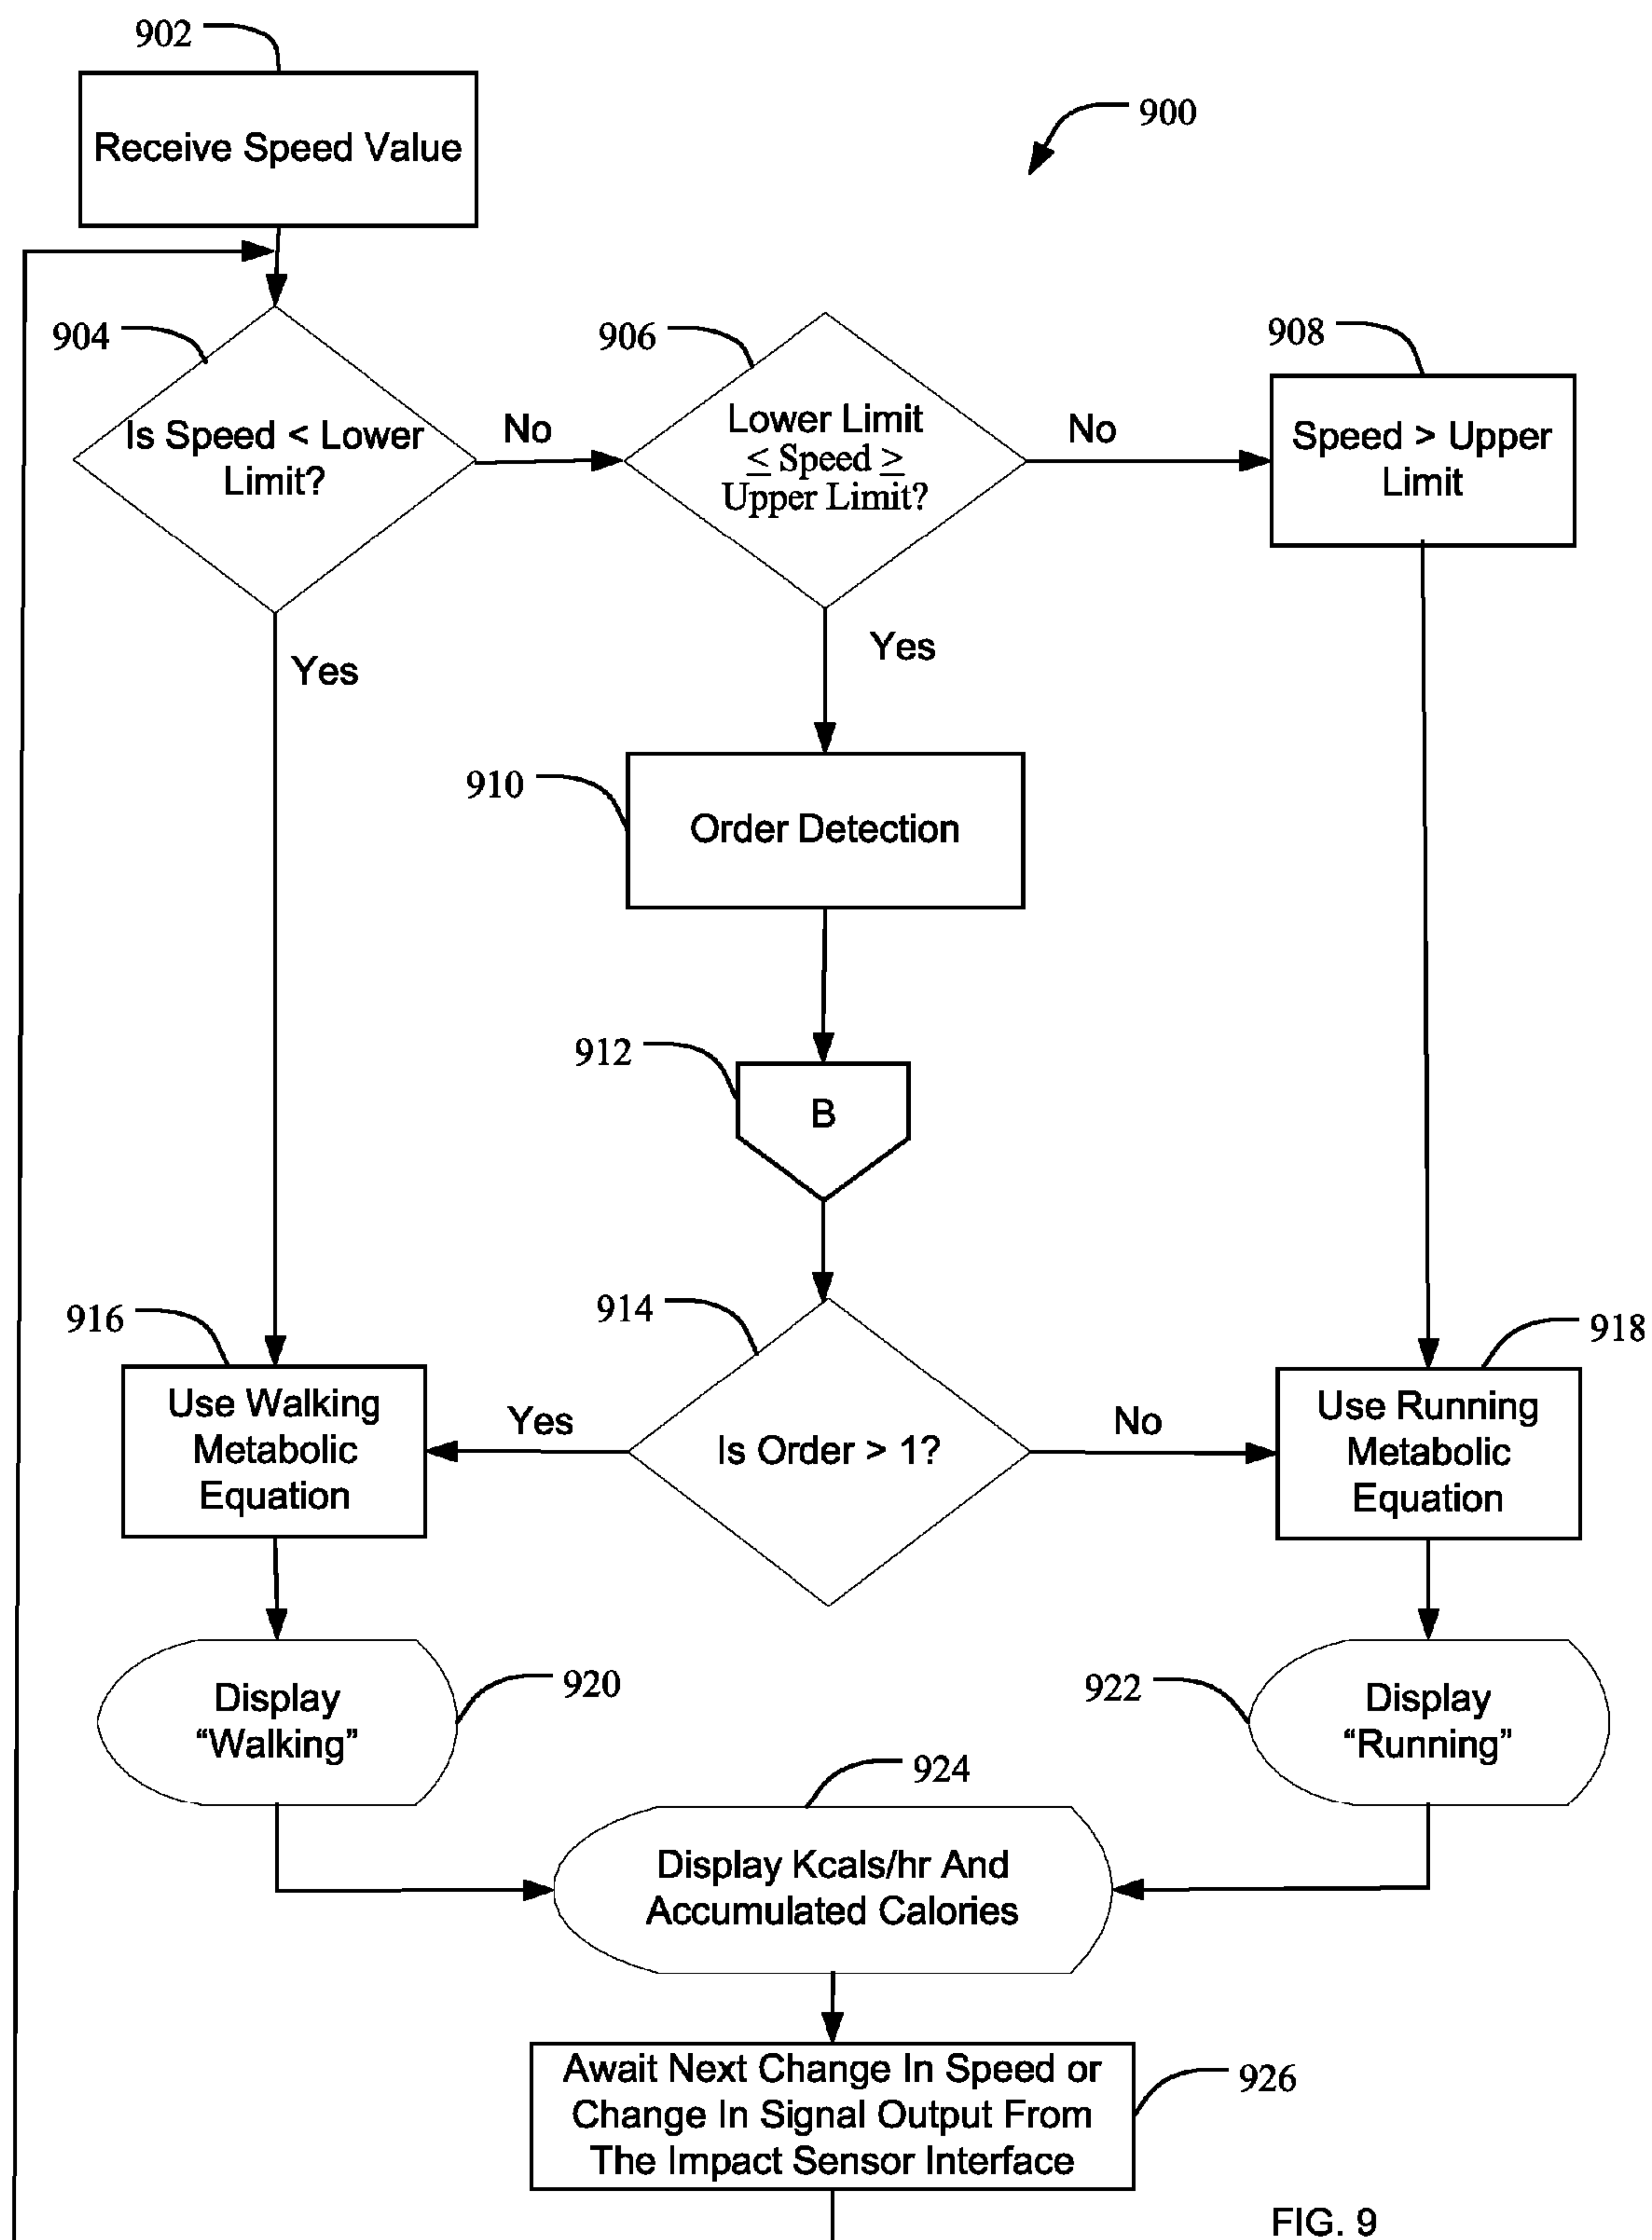 902
Receive Speed Value
900
904
Is Speed < Lower
Limit?
No
906
Lower Limit
≤ Speed ≥
Upper Limit?
No
908
Speed > Upper
Limit
Yes
Yes
910
Order Detection
912
B
914
Is Order > 1?
916
Use Walking
Metabolic
Equation
Yes
No
918
Use Running
Metabolic
Equation
Display
“Walking”
920
922
Display
“Running”
924
Display Kcals/hr And
Accumulated Calories
Await Next Change In Speed or
Change In Signal Output From
The Impact Sensor Interface
926
FIG. 9